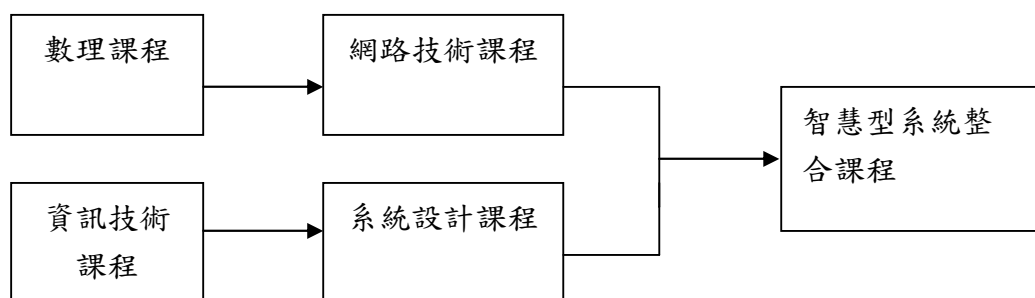 數理課程
網路技術課程
智慧型系統整
合課程
資訊技術
課程
系統設計課程